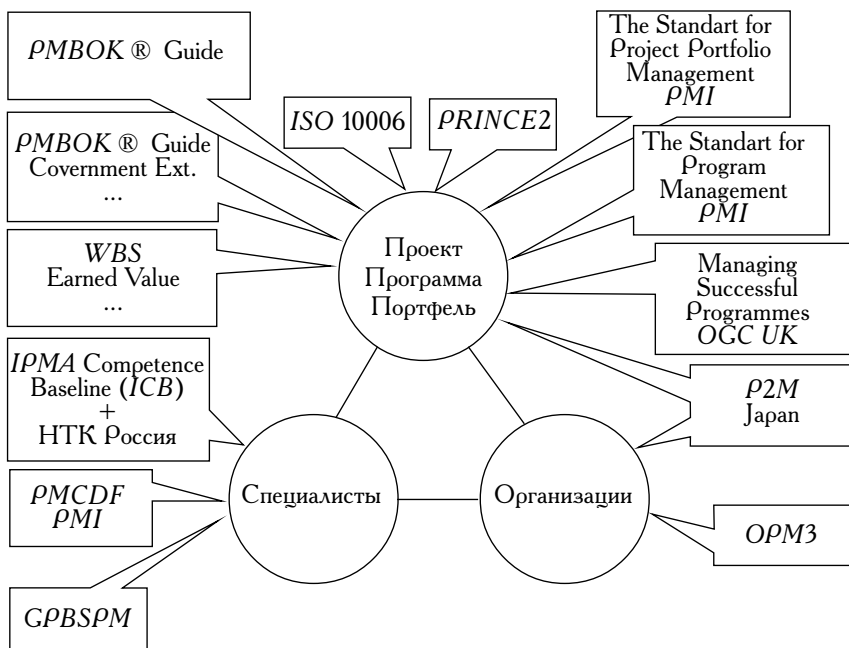 PMBOK ® Guide
ISO 10006
PRINCE2
The Standart for
Project Portfolio
Management
PMI
PMBOK ® Guide
Covernment Ext.
...
The Standart for
Program
Management
PMI
WBS
Earned Value
...
Проект
Программа
Портфель
Managing
Successful
Programmes
OGC UK
IPMA Competence
Baseline (ICB)
+
НТК Россия
P2M
Japan
PMCDF
PMI
Специалисты
Организации
OPM3
GPBSPM